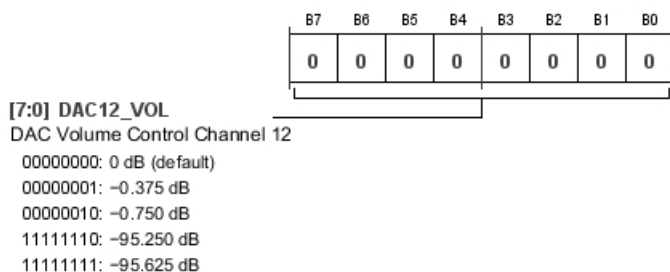 B7 B6 B5 B4 B3 B2 B1 B0
0 0 0 0 0 0 0 0
[7:0] DAC12_VOL
DAC Volume Control Channel 12
00000000: 0 dB (default)
00000001: −0.375 dB
00000010: −0.750 dB
11111110: −95.250 dB
11111111: −95.625 dB